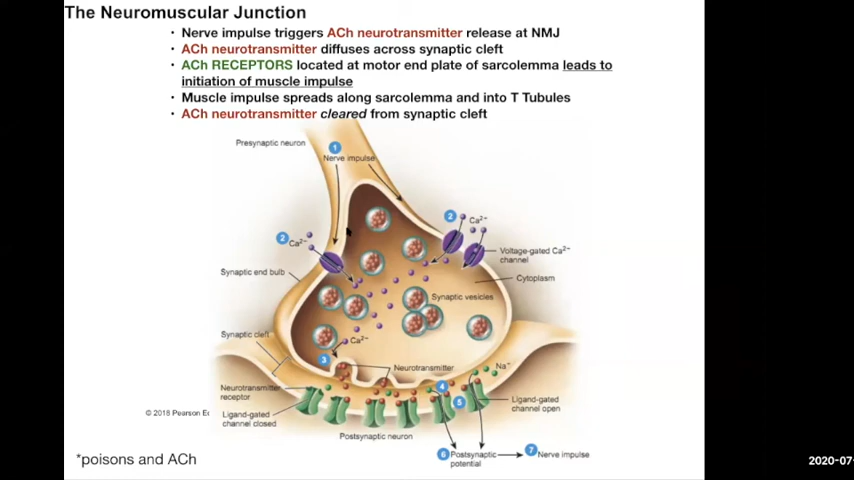 The Neuromuscular Junction
• Nerve impulse triggers ACh neurotransmitter release at NMJ
• ACh neurotransmitter diffuses across synaptic cleft
• ACh RECEPTORS located at motor end plate of sarcolemma leads to
initiation of muscle impulse
• Muscle impulse spreads along sarcolemma and into T Tubules
• ACh neurotransmitter cleared from synaptic cleft
Presynaptic neuron
1
Nerve impulse
2
Ca2+
2
Ca2+
Voltage-gated Ca2+
channel
Synaptic end bulb
Cytoplasm
Synaptic vesicles
Synaptic cleft
Ca2+
3
Neurotransmitter
Na+
4
Neurotransmitter
receptor
5
Ligand-gated
channel open
Ligand-gated
channel closed
© 2018 Pearson Ed
Postsynaptic neuron
6 Postsynaptic
potential
7 Nerve impulse
*poisons and ACh
2020-07-